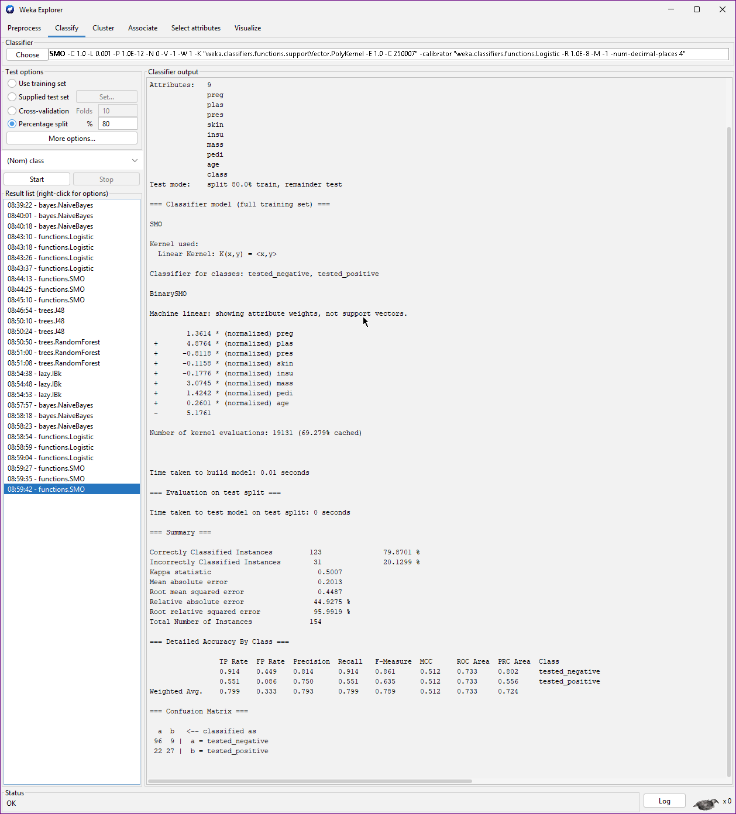 Weka Explorer
Preprocess Classify Cluster Associate Select attributes Visualize
Classifier
Choose SMO -C 1.0 -L 0.001 -P 1.0E-12 -N 0 -V -1 -W 1 -K "weka.classifiers.functions.supportVector.PolyKernel -E 1.0 -C 250007" -calibrator "weka.classifiers.functions.Logistic -R 1.0E-8 -M -1 -num-decimal-places 4"
Test options
Use training set
Supplied test set Set...
Cross-validation Folds 10
Percentage split % 80
More options...
(Nom) class
Start Stop
Result list (right-click for options)
08:39:22 - bayes.NaiveBayes
08:40:01 - bayes.NaiveBayes
08:40:18 - bayes.NaiveBayes
08:43:10 - functions.Logistic
08:43:18 - functions.Logistic
08:43:26 - functions.Logistic
08:43:37 - functions.Logistic
08:44:13 - functions.SMO
08:44:25 - functions.SMO
08:45:10 - functions.SMO
08:46:54 - trees.J48
08:50:10 - trees.J48
08:50:24 - trees.J48
08:50:50 - trees.RandomForest
08:51:00 - trees.RandomForest
08:51:08 - trees.RandomForest
08:54:38 - lazy.IBk
08:54:48 - lazy.IBk
08:54:53 - lazy.IBk
08:57:57 - bayes.NaiveBayes
08:58:18 - bayes.NaiveBayes
08:58:23 - bayes.NaiveBayes
08:58:54 - functions.Logistic
08:58:59 - functions.Logistic
08:59:04 - functions.Logistic
08:59:27 - functions.SMO
08:59:35 - functions.SMO
08:59:42 - functions.SMO
Classifier output
Attributes: 9
preg
plas
pres
skin
insu
mass
pedi
age
class
Test mode: split 80.0% train, remainder test
=== Classifier model (full training set) ===
SMO
Kernel used:
Linear Kernel: K(x,y) = <x,y>
Classifier for classes: tested_negative, tested_positive
BinarySMO
Machine linear: showing attribute weights, not support vectors.
1.3614 * (normalized) preg
+ 4.8764 * (normalized) plas
+ -0.8118 * (normalized) pres
+ -0.1158 * (normalized) skin
+ -0.1776 * (normalized) insu
+ 3.0745 * (normalized) mass
+ 1.4242 * (normalized) pedi
+ 0.2601 * (normalized) age
- 5.1761
Number of kernel evaluations: 19131 (69.279% cached)
Time taken to build model: 0.01 seconds
=== Evaluation on test split ===
Time taken to test model on test split: 0 seconds
=== Summary ===
Correctly Classified Instances 123 79.8701 %
Incorrectly Classified Instances 31 20.1299 %
Kappa statistic 0.5007
Mean absolute error 0.2013
Root mean squared error 0.4487
Relative absolute error 44.9275 %
Root relative squared error 95.9919 %
Total Number of Instances 154
=== Detailed Accuracy By Class ===
TP Rate FP Rate Precision Recall F-Measure MCC ROC Area PRC Area Class
0.914 0.449 0.814 0.914 0.861 0.512 0.733 0.802 tested_negative
0.551 0.086 0.750 0.551 0.635 0.512 0.733 0.556 tested_positive
Weighted Avg. 0.799 0.333 0.793 0.799 0.789 0.512 0.733 0.724
=== Confusion Matrix ===
a b <-- classified as
96 9 | a = tested_negative
22 27 | b = tested_positive
Status
OK
Log x 0